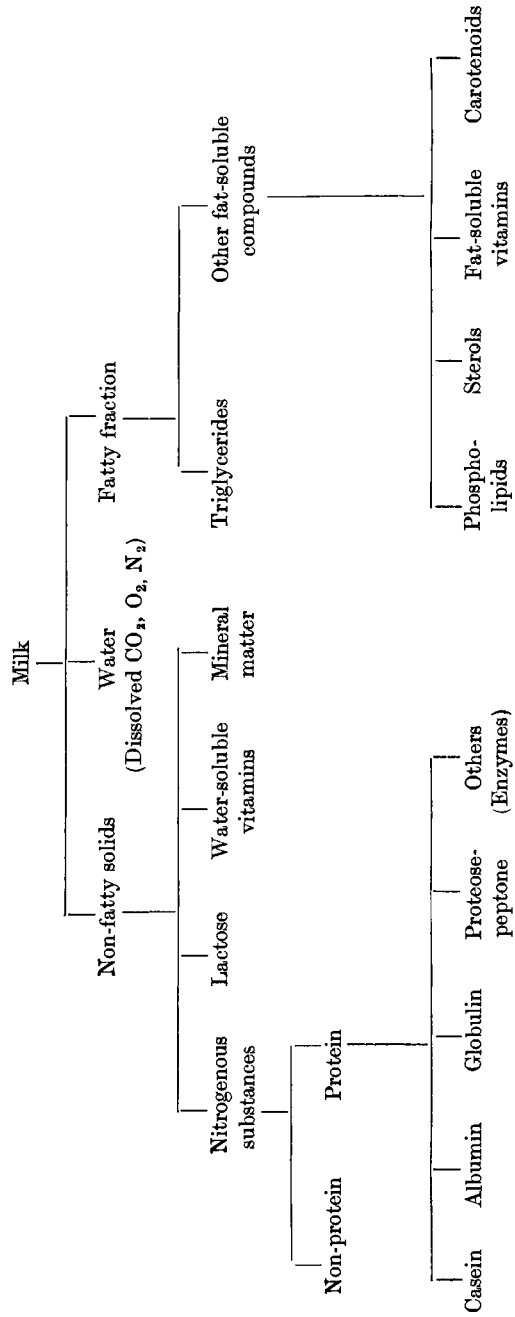 Milk
Non-fatty solids
Water
(Dissolved CO₂, O₂, N₂)
Fatty fraction
Nitrogenous
substances
Lactose
Water-soluble
vitamins
Mineral
matter
Triglycerides
Other fat-soluble
compounds
Non-protein
Protein
Casein
Albumin
Globulin
Proteose-
peptone
Others
(Enzymes)
Phospho-
lipids
Sterols
Fat-soluble
vitamins
Carotenoids